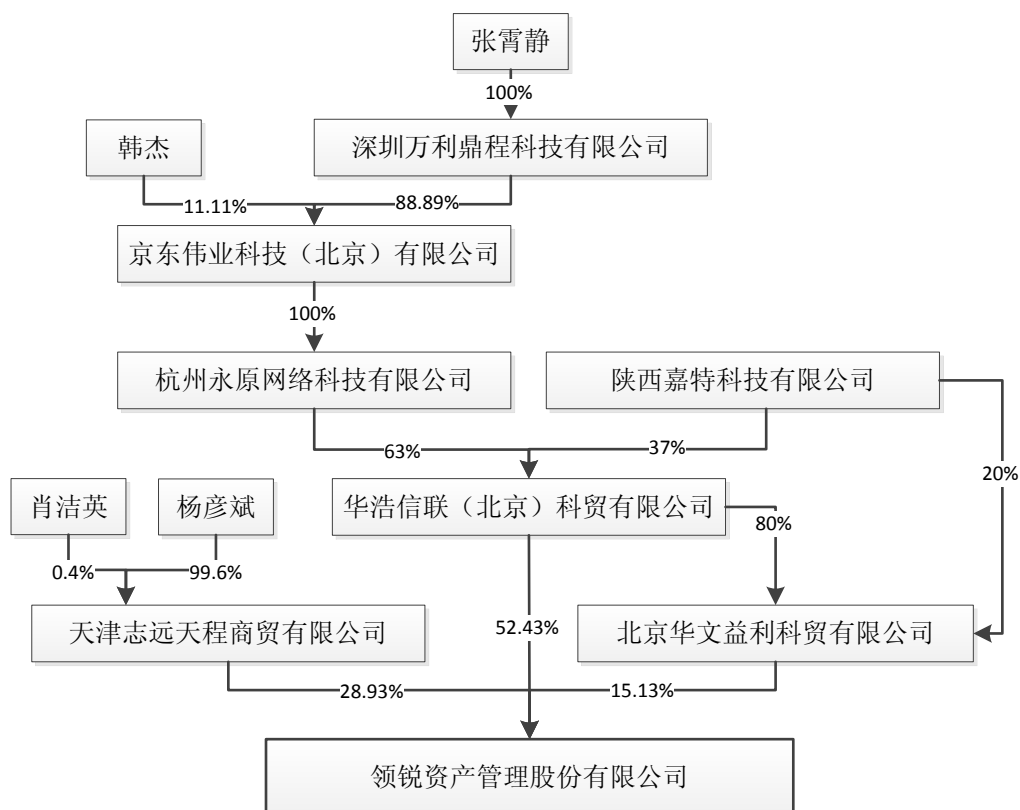 张霄静
100%
韩杰
深圳万利鼎程科技有限公司
11.11%
88.89%
京东伟业科技（北京）有限公司
100%
杭州永原网络科技有限公司
陕西嘉特科技有限公司
63%
37%
20%
肖洁英
杨彦斌
华浩信联（北京）科贸有限公司
80%
0.4%
99.6%
天津志远天程商贸有限公司
52.43%
北京华文益利科贸有限公司
28.93%
15.13%
领锐资产管理股份有限公司